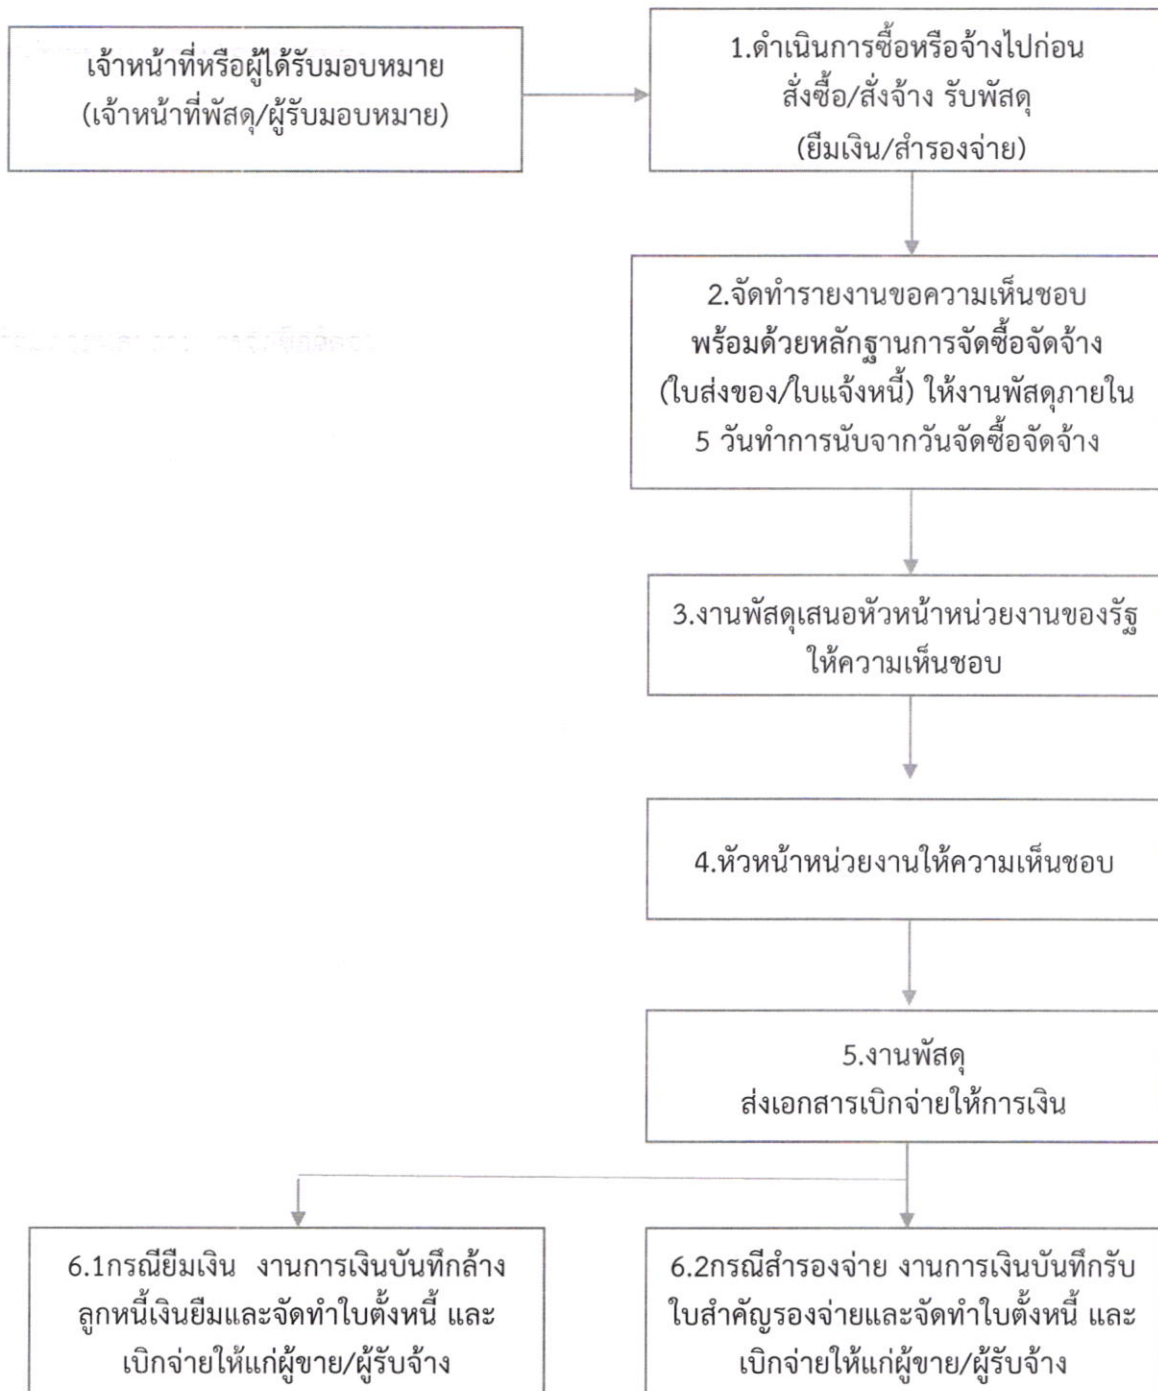 เจ้าหน้าที่หรือผู้ได้รับมอบหมาย
(เจ้าหน้าที่พัสดุ/ผู้รับมอบหมาย)
1.ดำเนินการซื้อหรือจ้างไปก่อน
สั่งซื้อ/สั่งจ้าง รับพัสดุ
(ยืมเงิน/สำรองจ่าย)
2.จัดทำรายงานขอความเห็นชอบ
พร้อมด้วยหลักฐานการจัดซื้อจัดจ้าง
(ใบส่งของ/ใบแจ้งหนี้) ให้งานพัสดุภายใน
5 วันทำการนับจากวันจัดซื้อจัดจ้าง
3.งานพัสดุเสนอหัวหน้าหน่วยงานของรัฐ
ให้ความเห็นชอบ
4.หัวหน้าหน่วยงานให้ความเห็นชอบ
5.งานพัสดุ
ส่งเอกสารเบิกจ่ายให้การเงิน
6.1กรณียืมเงิน งานการเงินบันทึกล้าง
ลูกหนี้เงินยืมและจัดทำใบตั้งหนี้ และ
เบิกจ่ายให้แก่ผู้ขาย/ผู้รับจ้าง
6.2กรณีสำรองจ่าย งานการเงินบันทึกรับ
ใบสำคัญรองจ่ายและจัดทำใบตั้งหนี้ และ
เบิกจ่ายให้แก่ผู้ขาย/ผู้รับจ้าง